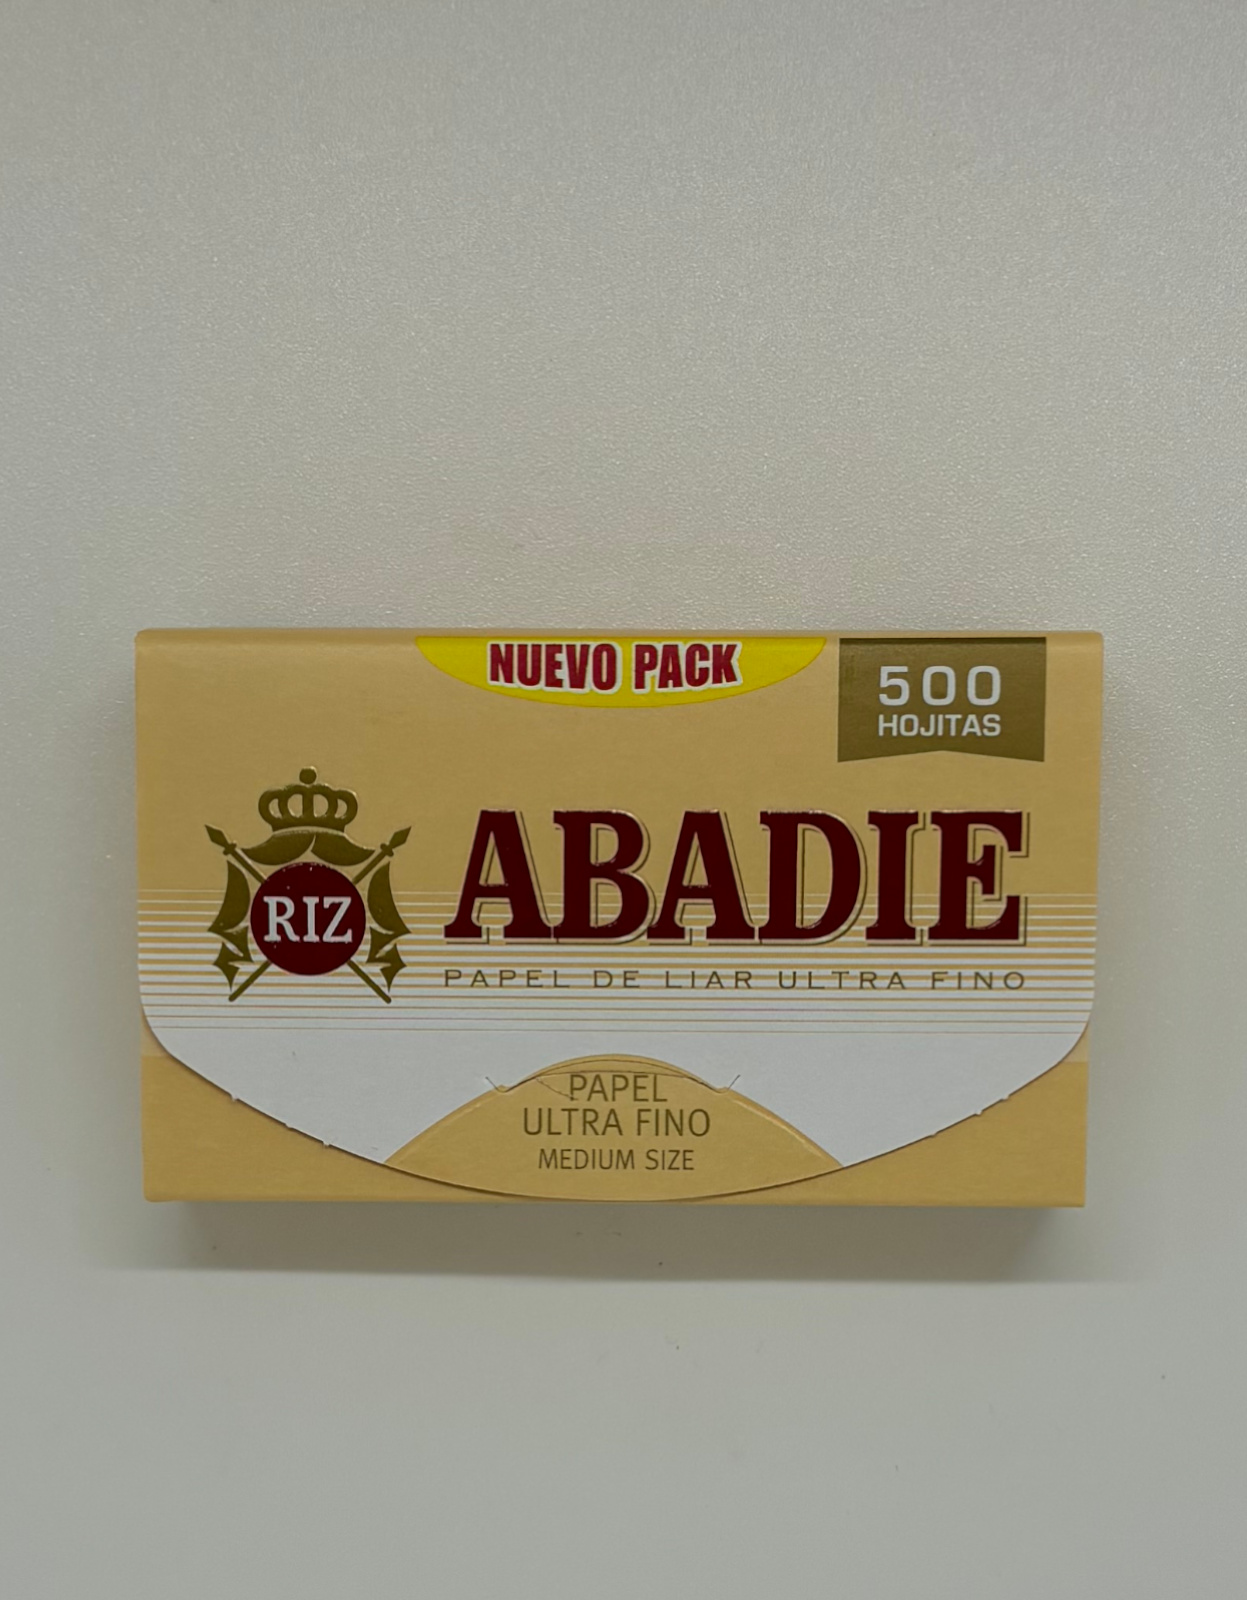 NUEVO PACK
500
HOJITAS
RIZ
ABADIE
PAPEL DE LIAR ULTRA FINO
PAPEL
ULTRA FINO
MEDIUM SIZE